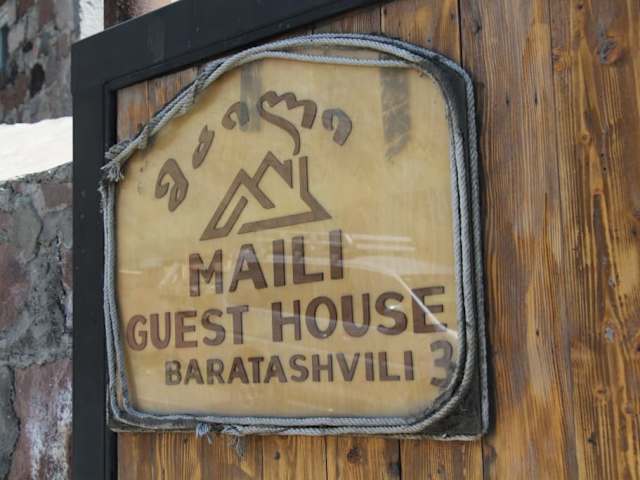 მაილი
MAILI
GUEST HOUSE
BARATASHVILI 3